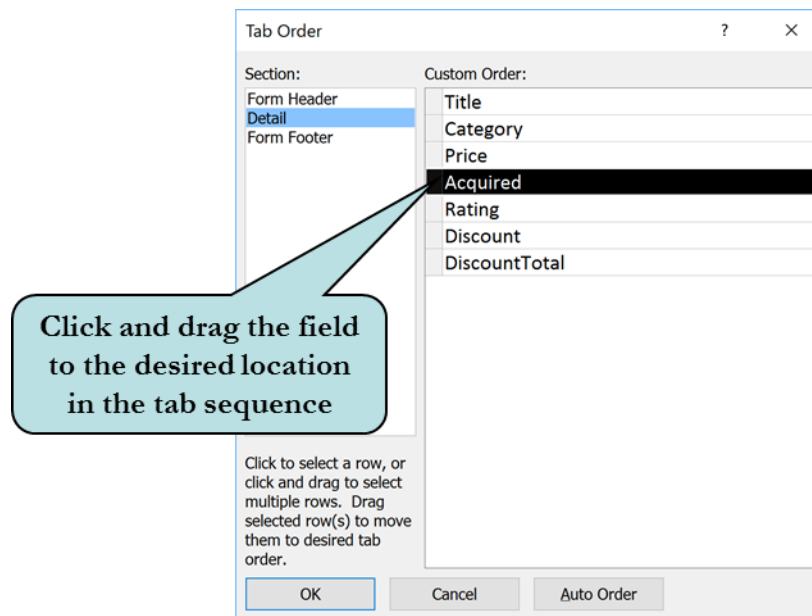 Tab Order
?
Section:
Custom Order:
Form Header
Detail
Form Footer
Title
Category
Price
Acquired
Rating
Discount
DiscountTotal
Click and drag the field
to the desired location
in the tab sequence
Click to select a row, or
click and drag to select
multiple rows. Drag
selected row(s) to move
them to desired tab
order.
OK
Cancel
Auto Order